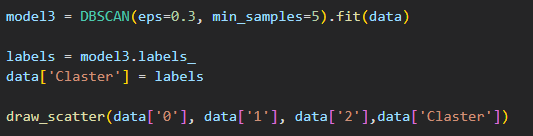 model3 = DBSCAN(eps=0.3, min_samples=5).fit(data)
labels = model3.labels_
data['Claster'] = labels
draw_scatter(data['0'], data['1'], data['2'],data['Claster'])